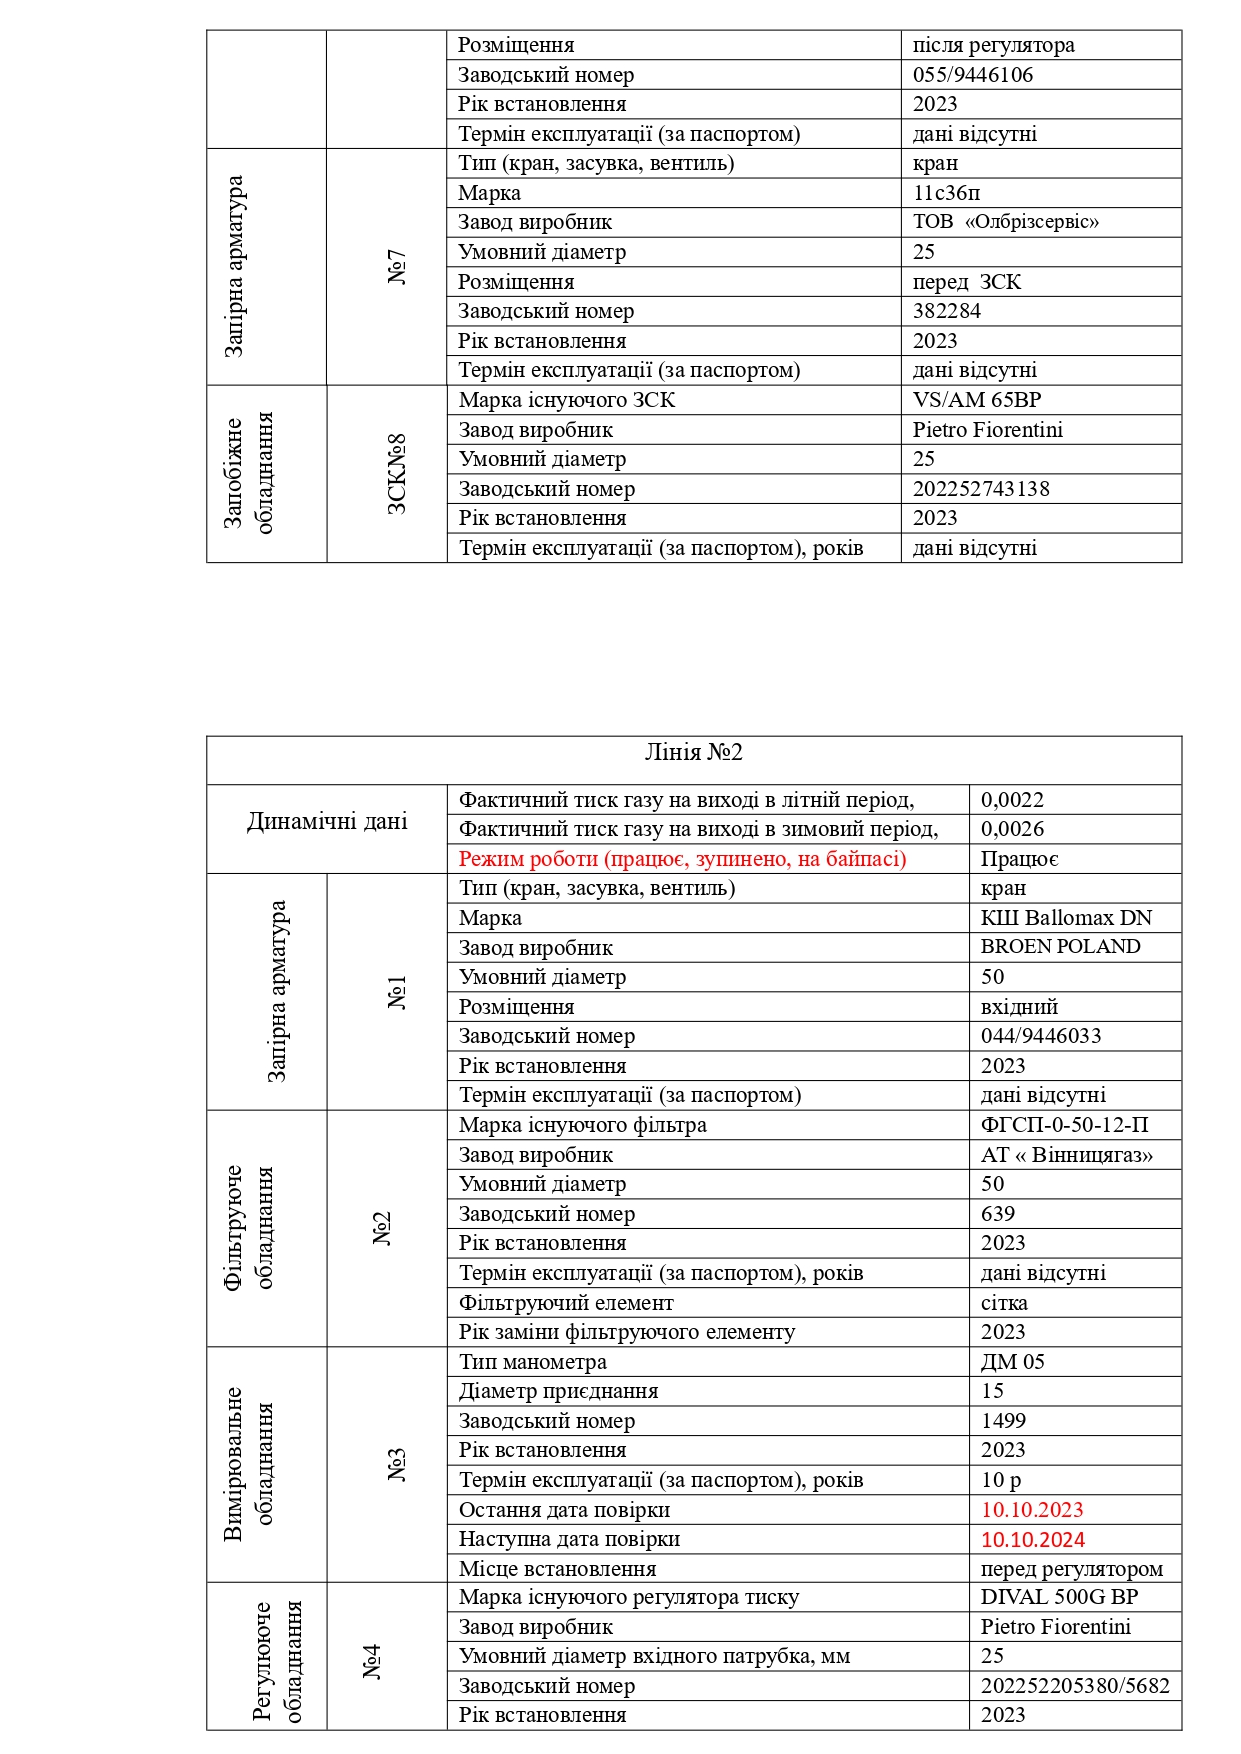 Розміщення після регулятора
Заводський номер 055/9446106
Рік встановлення 2023
Термін експлуатації (за паспортом) дані відсутні
Запірна арматура
№7
Тип (кран, засувка, вентиль) кран
Марка 11с36п
Завод виробник ТОВ «Олбрізсервіс»
Умовний діаметр 25
Розміщення перед ЗСК
Заводський номер 382284
Рік встановлення 2023
Термін експлуатації (за паспортом) дані відсутні
Запобіжне
обладнання
ЗСК№8
Марка існуючого ЗСК VS/AM 65BP
Завод виробник Pietro Fiorentini
Умовний діаметр 25
Заводський номер 202252743138
Рік встановлення 2023
Термін експлуатації (за паспортом), років дані відсутні
Лінія №2
Динамічні дані
Фактичний тиск газу на виході в літній період, 0,0022
Фактичний тиск газу на виході в зимовий період, 0,0026
Режим роботи (працює, зупинено, на байпасі) Працює
Запірна арматура
№1
Тип (кран, засувка, вентиль) кран
Марка КШ Ballomax DN
Завод виробник BROEN POLAND
Умовний діаметр 50
Розміщення вхідний
Заводський номер 044/9446033
Рік встановлення 2023
Термін експлуатації (за паспортом) дані відсутні
Фільтруюче
обладнання
№2
Марка існуючого фільтра ФГСП-0-50-12-П
Завод виробник АТ « Вінницягаз»
Умовний діаметр 50
Заводський номер 639
Рік встановлення 2023
Термін експлуатації (за паспортом), років дані відсутні
Фільтруючий елемент сітка
Рік заміни фільтруючого елементу 2023
Вимірювальне
обладнання
№3
Тип манометра ДМ 05
Діаметр приєднання 15
Заводський номер 1499
Рік встановлення 2023
Термін експлуатації (за паспортом), років 10 р
Остання дата повірки 10.10.2023
Наступна дата повірки 10.10.2024
Місце встановлення перед регулятором
Регулююче
обладнання
№4
Марка існуючого регулятора тиску DIVAL 500G BP
Завод виробник Pietro Fiorentini
Умовний діаметр вхідного патрубка, мм 25
Заводський номер 202252205380/5682
Рік встановлення 2023